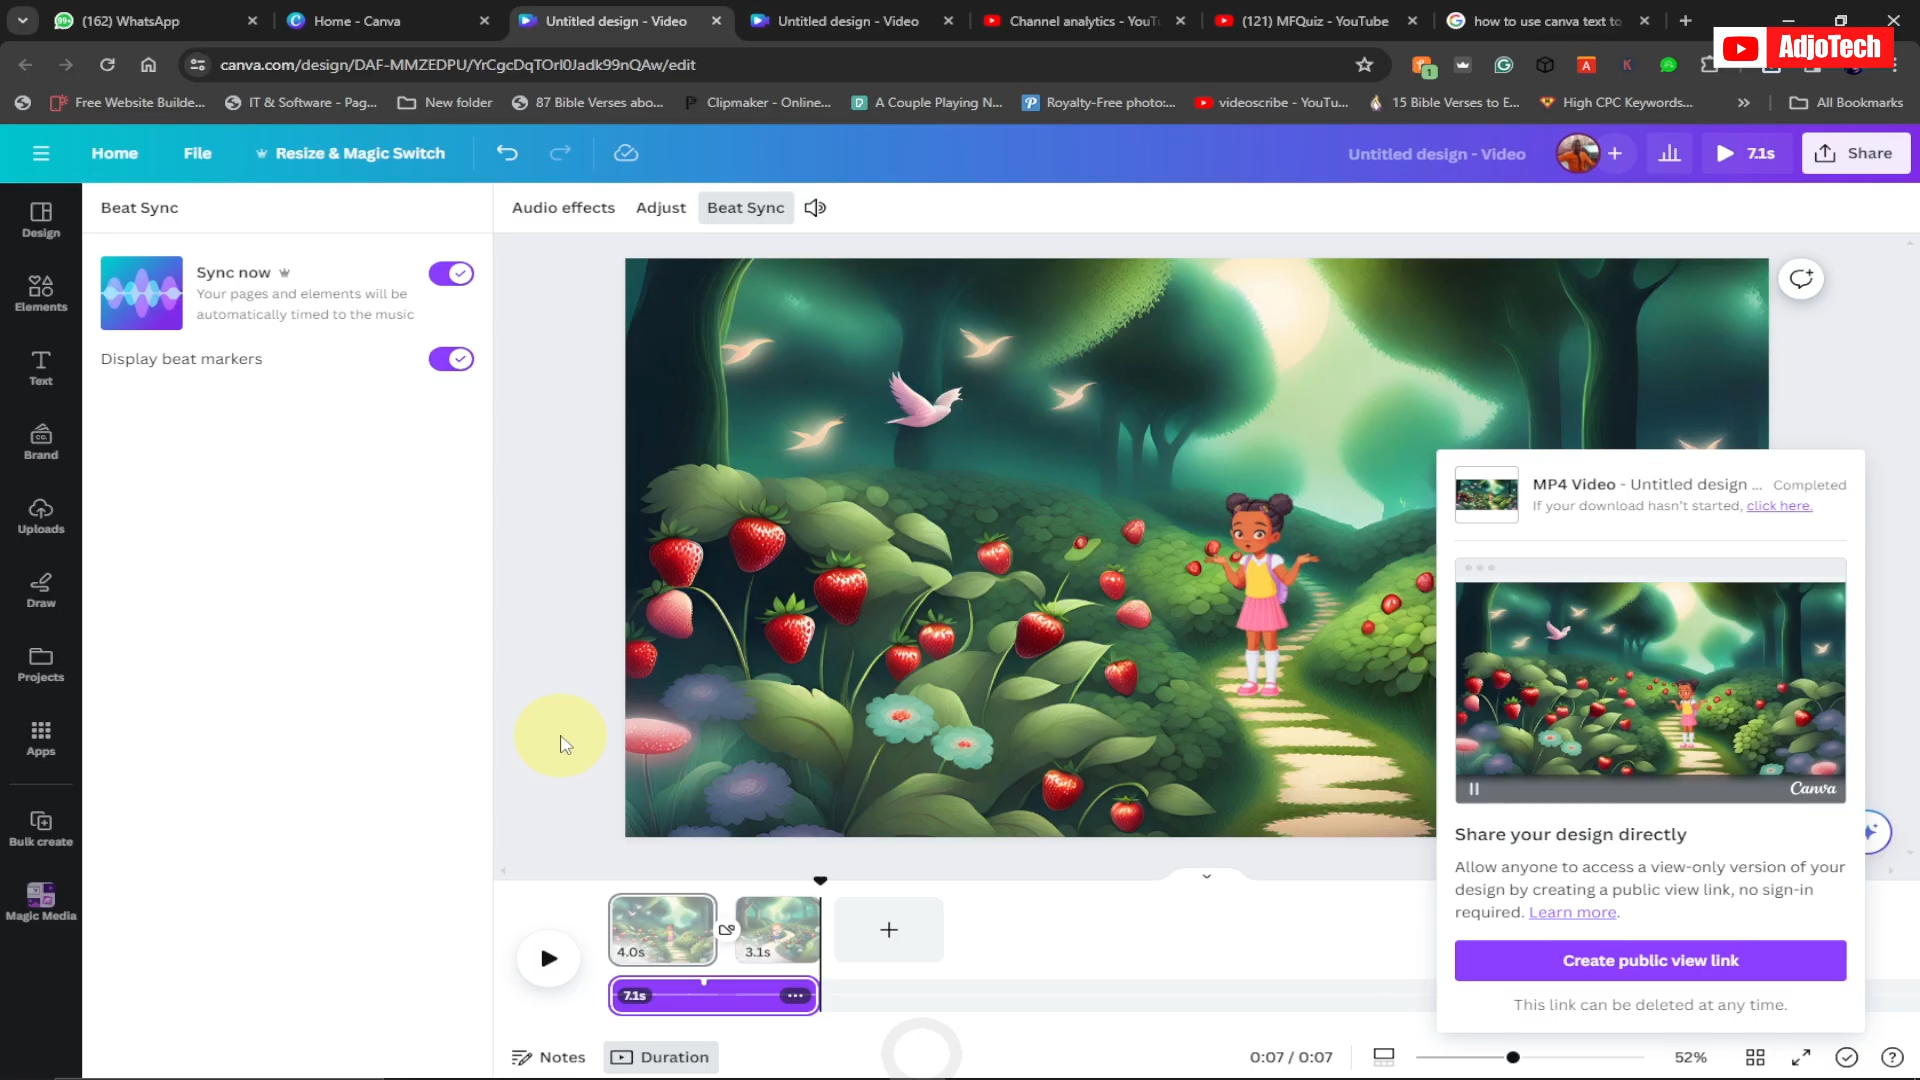 (162) WhatsApp
Home - Canva
Untitled design - Video
Untitled design - Video
Channel analytics - YouT
(121) MFQuiz - YouTube
how to use canva text to
AdjoTech
canva.com/design/DAF-MMZEDPU/YrCgcDqTOrl0Jadk99nQAw/edit
Free Website Builde...
IT & Software - Pag...
New folder
87 Bible Verses abo...
Clipmaker - Online...
A Couple Playing N...
Royalty-Free photo:...
videoscribe - YouTu...
15 Bible Verses to E...
High CPC Keywords...
All Bookmarks
Home
File
Resize & Magic Switch
Untitled design - Video
7.1s
Share
Design
Elements
Text
Brand
Uploads
Draw
Projects
Apps
Bulk create
Magic Media
Beat Sync
Sync now
Your pages and elements will be
automatically timed to the music
Display beat markers
Audio effects
Adjust
Beat Sync
MP4 Video - Untitled design ...
Completed
If your download hasn't started, click here.
Canva
Share your design directly
Allow anyone to access a view-only version of your
design by creating a public view link, no sign-in
required. Learn more.
Create public view link
This link can be deleted at any time.
4.0s
3.1s
7.1s
Notes
Duration
0:07 / 0:07
52%